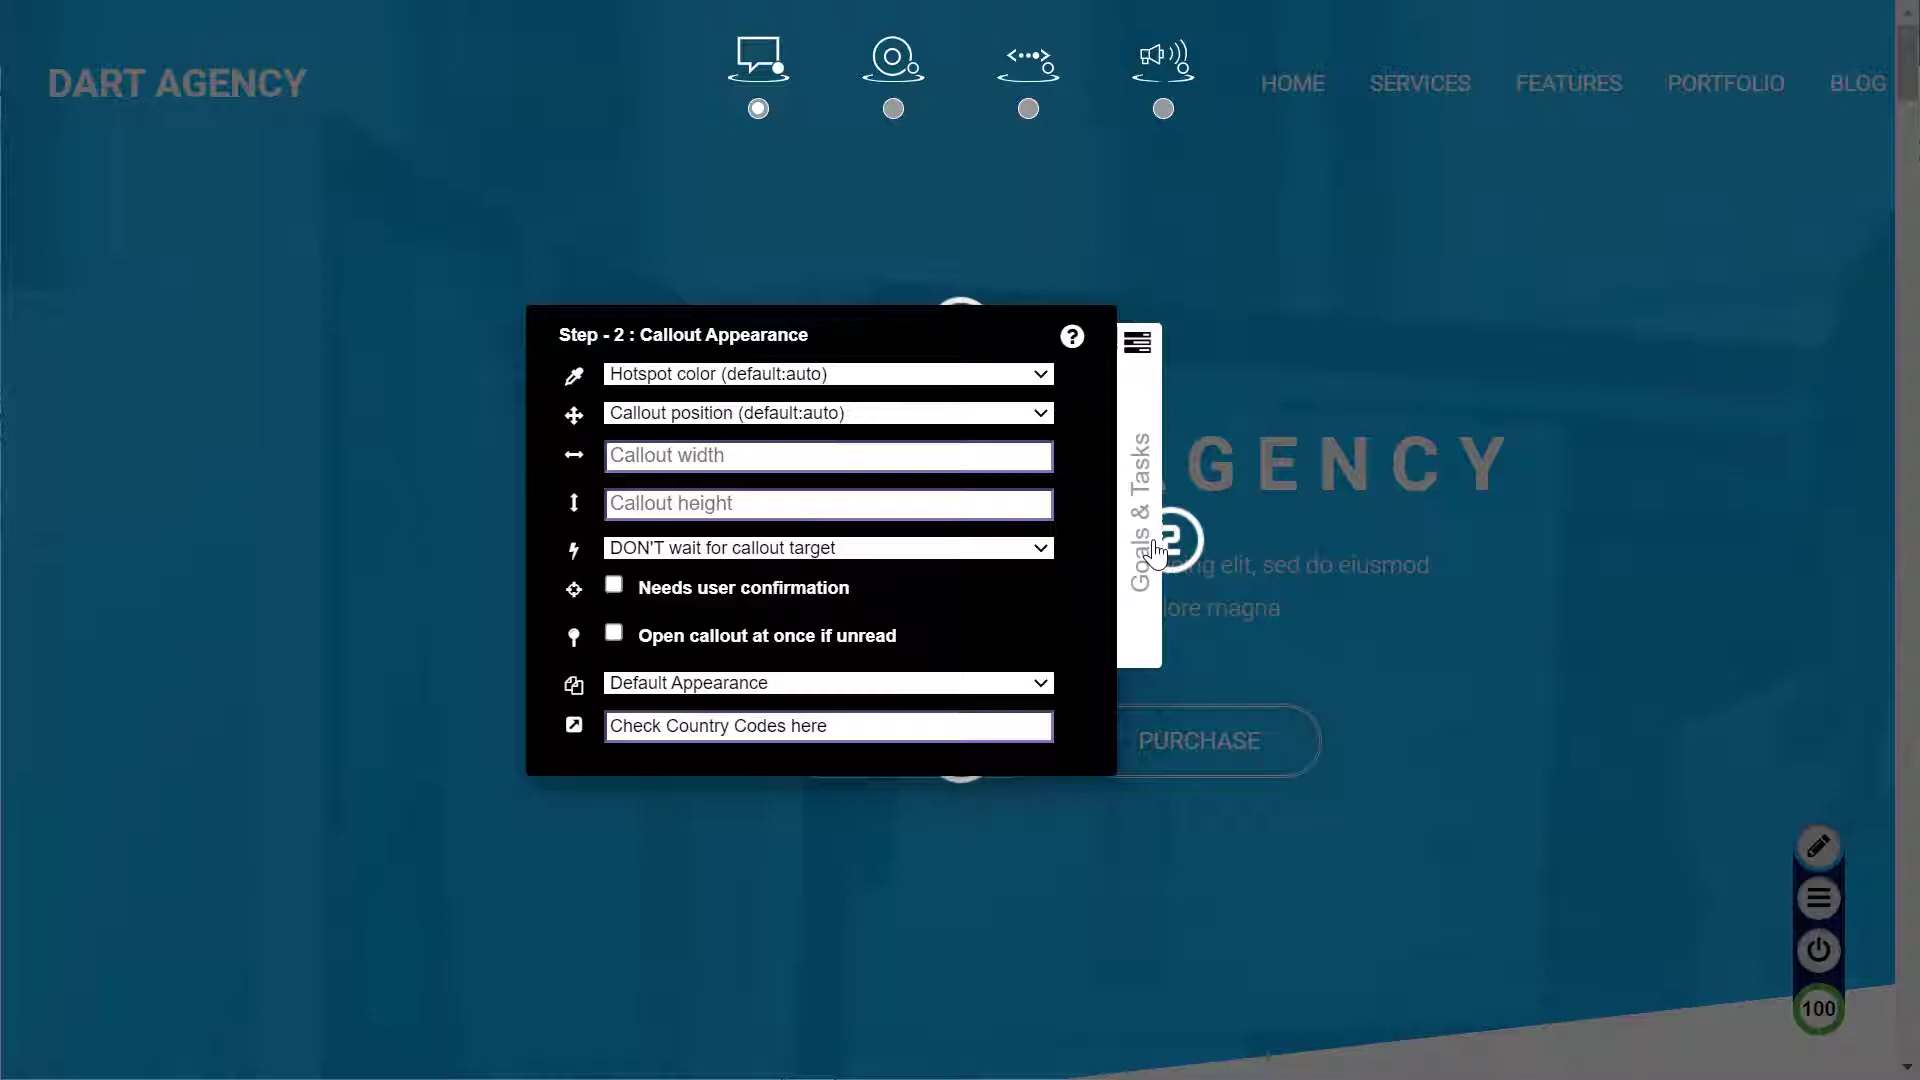 DART AGENCY
HOME SERVICES FEATURES PORTFOLIO BLOG
Step - 2 : Callout Appearance
?
Hotspot color (default:auto)
Callout position (default:auto)
Callout width
Callout height
DON'T wait for callout target
Needs user confirmation
Open callout at once if unread
Default Appearance
Check Country Codes here
Goals & Tasks
GENCY
2
ng elit, sed do eiusmod
lore magna
PURCHASE
100